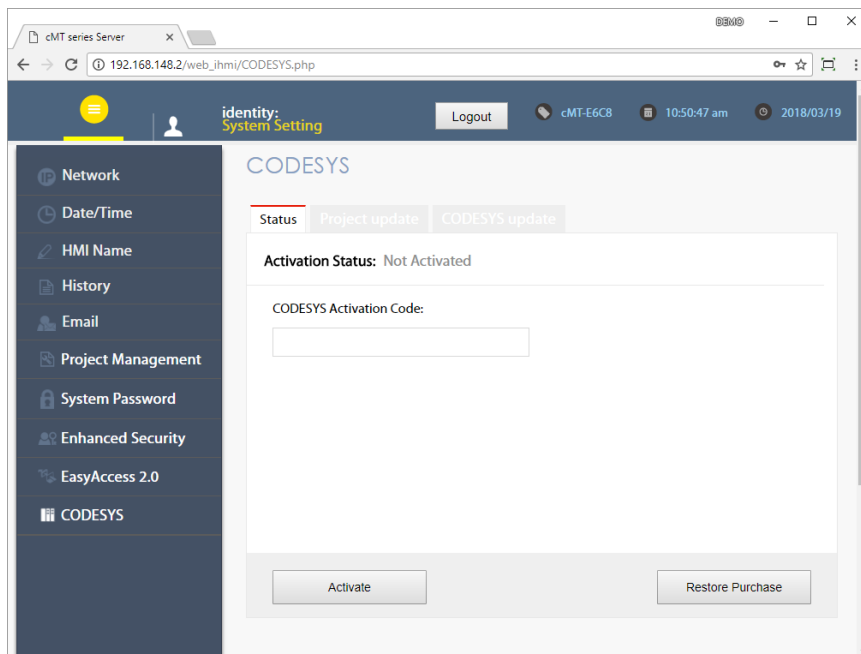 DEMO
cMT series Server
192.168.148.2/web_ihmi/CODESYS.php
identity:
System Setting
Logout
cMT-E6C8
10:50:47 am
2018/03/19
Network
Date/Time
HMI Name
History
Email
Project Management
System Password
Enhanced Security
EasyAccess 2.0
CODESYS
CODESYS
Status Project update CODESYS update
Activation Status: Not Activated
CODESYS Activation Code:
Activate
Restore Purchase